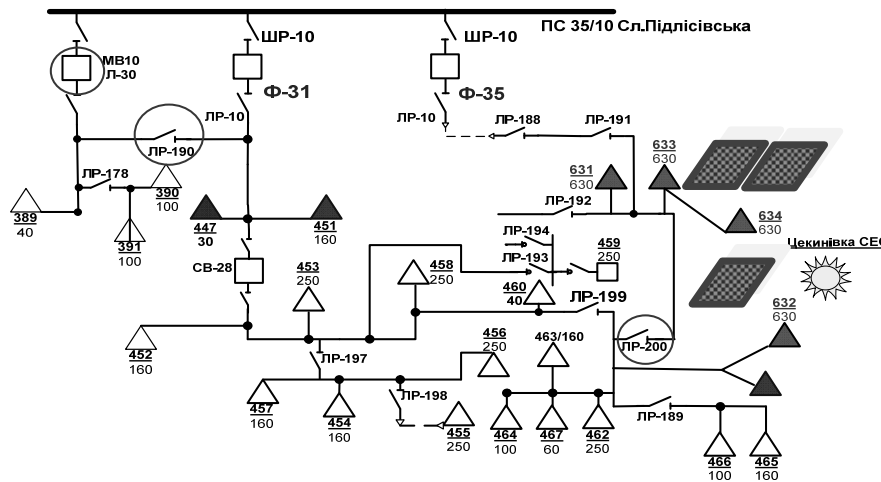 ПС 35/10 Сл.Підлісівська
ШР-10
ШР-10
МВ10
Л-30
Ф-31
Ф-35
ЛР-10
ЛР-10
ЛР-188
ЛР-191
ЛР-190
ЛР-178
390
100
389
40
391
100
447
30
451
160
631
630
633
630
634
630
ЛР-192
ЛР-194
ЛР-193
459
250
Цекинівка СЕС
СВ-28
453
250
458
250
460
40
ЛР-199
632
630
ЛР-200
452
160
ЛР-197
456
250
463/160
457
160
454
160
ЛР-198
455
250
464
100
467
60
462
250
ЛР-189
466
100
465
160